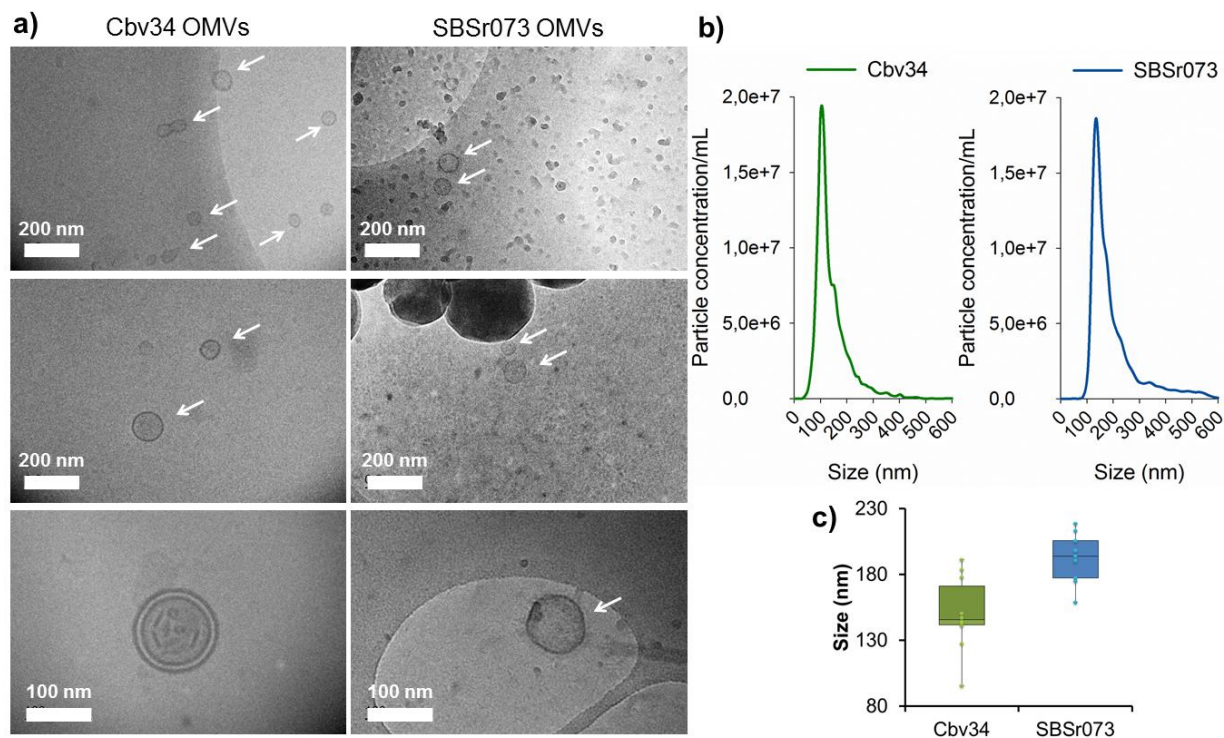 a)
Cbv34 OMVs
SBSr073 OMVs
200 nm
200 nm
200 nm
200 nm
100 nm
100 nm
b)
Cbv34
SBSr073
Particle concentration/mL
2,0e+7
1,5e+7
1,0e+7
5,0e+6
0,0
0
100
200
300
400
500
600
Size (nm)
Particle concentration/mL
2,0e+7
1,5e+7
1,0e+7
5,0e+6
0,0
0
100
200
300
400
500
600
Size (nm)
c)
Size (nm)
230
180
130
80
Cbv34
SBSr073